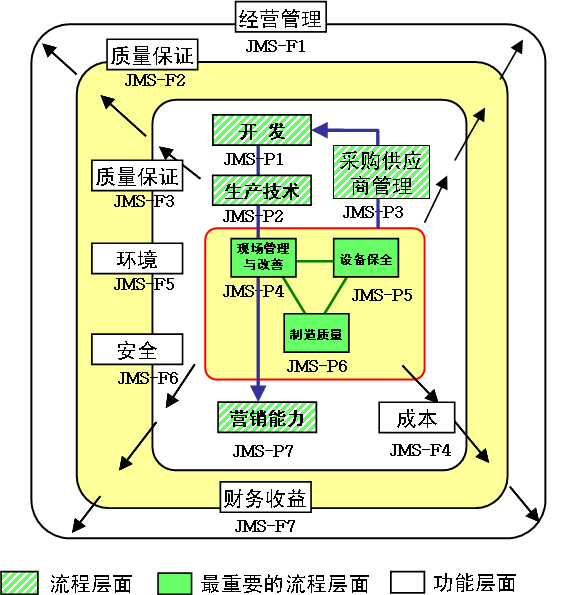 经营管理
JMS-F1
质量保证
JMS-F2
开 发
JMS-P1
采购供应
商管理
JMS-P3
质量保证
JMS-F3
生产技术
JMS-P2
环境
JMS-F5
现场管理
与改善
JMS-P4
设备保全
JMS-P5
制造质量
JMS-P6
安全
JMS-F6
营销能力
JMS-P7
成本
JMS-F4
财务收益
JMS-F7
流程层面
最重要的流程层面
功能层面